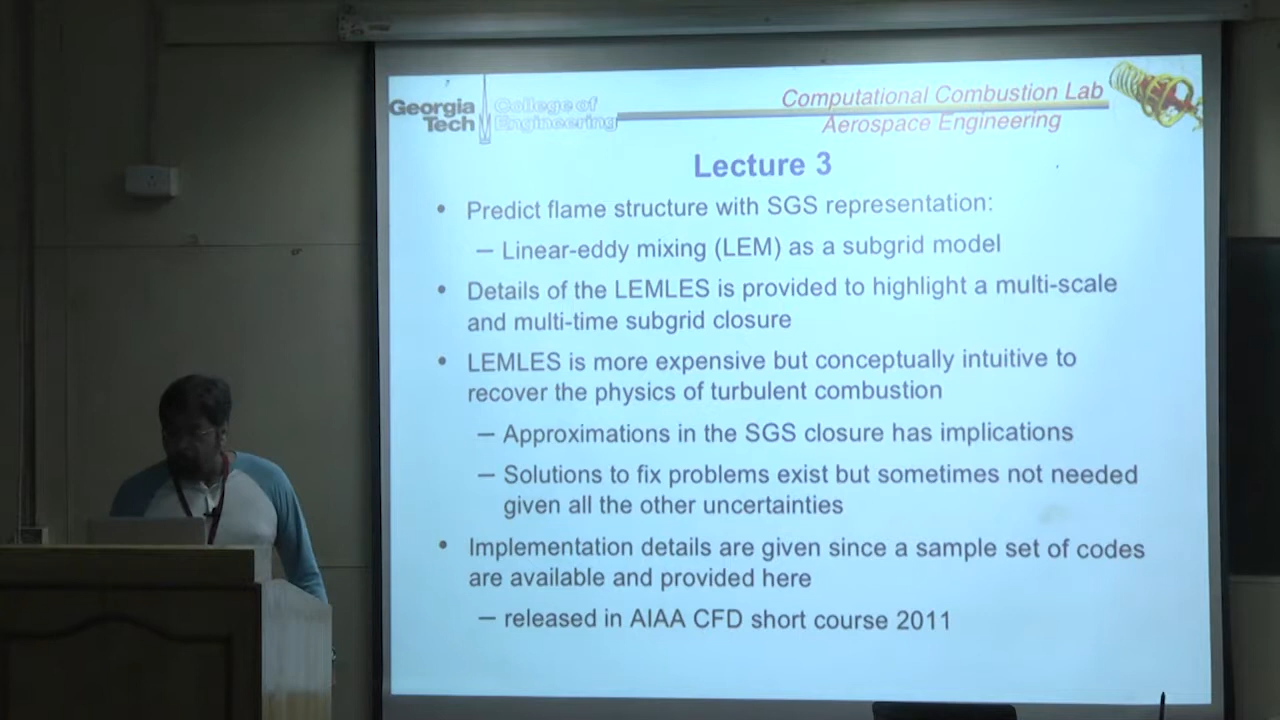 Georgia Tech
College of Engineering
Computational Combustion Lab
Aerospace Engineering
Lecture 3
• Predict flame structure with SGS representation:
– Linear-eddy mixing (LEM) as a subgrid model
• Details of the LEMLES is provided to highlight a multi-scale
and multi-time subgrid closure
• LEMLES is more expensive but conceptually intuitive to
recover the physics of turbulent combustion
– Approximations in the SGS closure has implications
– Solutions to fix problems exist but sometimes not needed
given all the other uncertainties
• Implementation details are given since a sample set of codes
are available and provided here
– released in AIAA CFD short course 2011